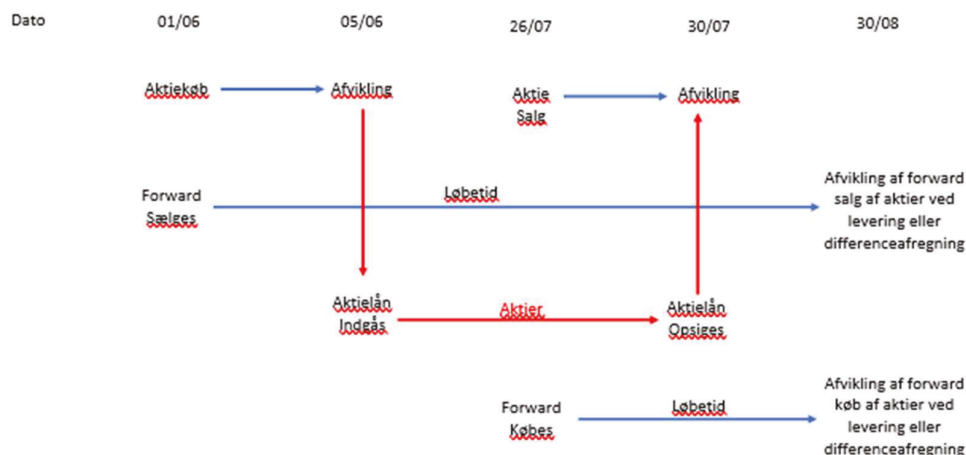 Dato 01/06 05/06 26/07 30/07 30/08
Aktiekøb Afvikling Aktie Afvikling
Salg
Forward Løbetid Afvikling af forward
Sælges salg af aktier ved
levering eller
differenceafregning
Aktielån Aktier Aktielån
Indgås Opsiges
Forward Løbetid Afvikling af forward
Købes køb af aktier ved
levering eller
differenceafregning